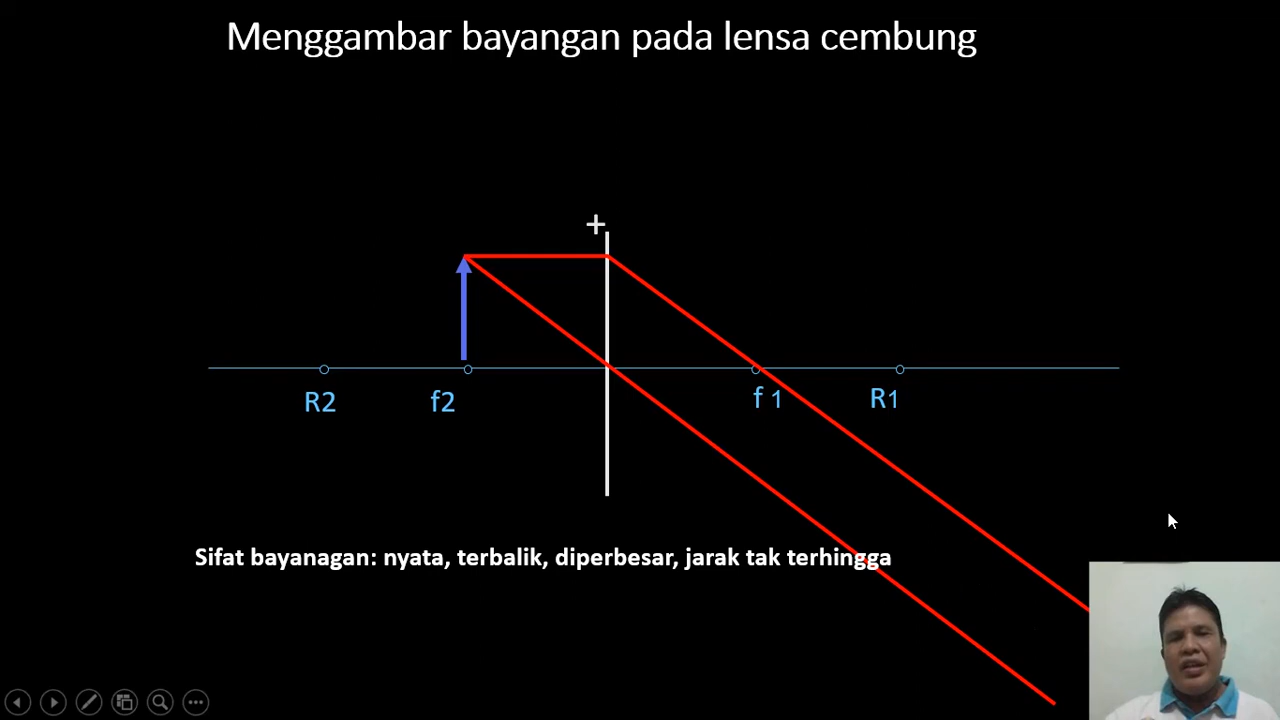 Menggambar bayangan pada lensa cembung
+
R2 f2 f 1 R1
Sifat bayanagan: nyata, terbalik, diperbesar, jarak tak terhingga